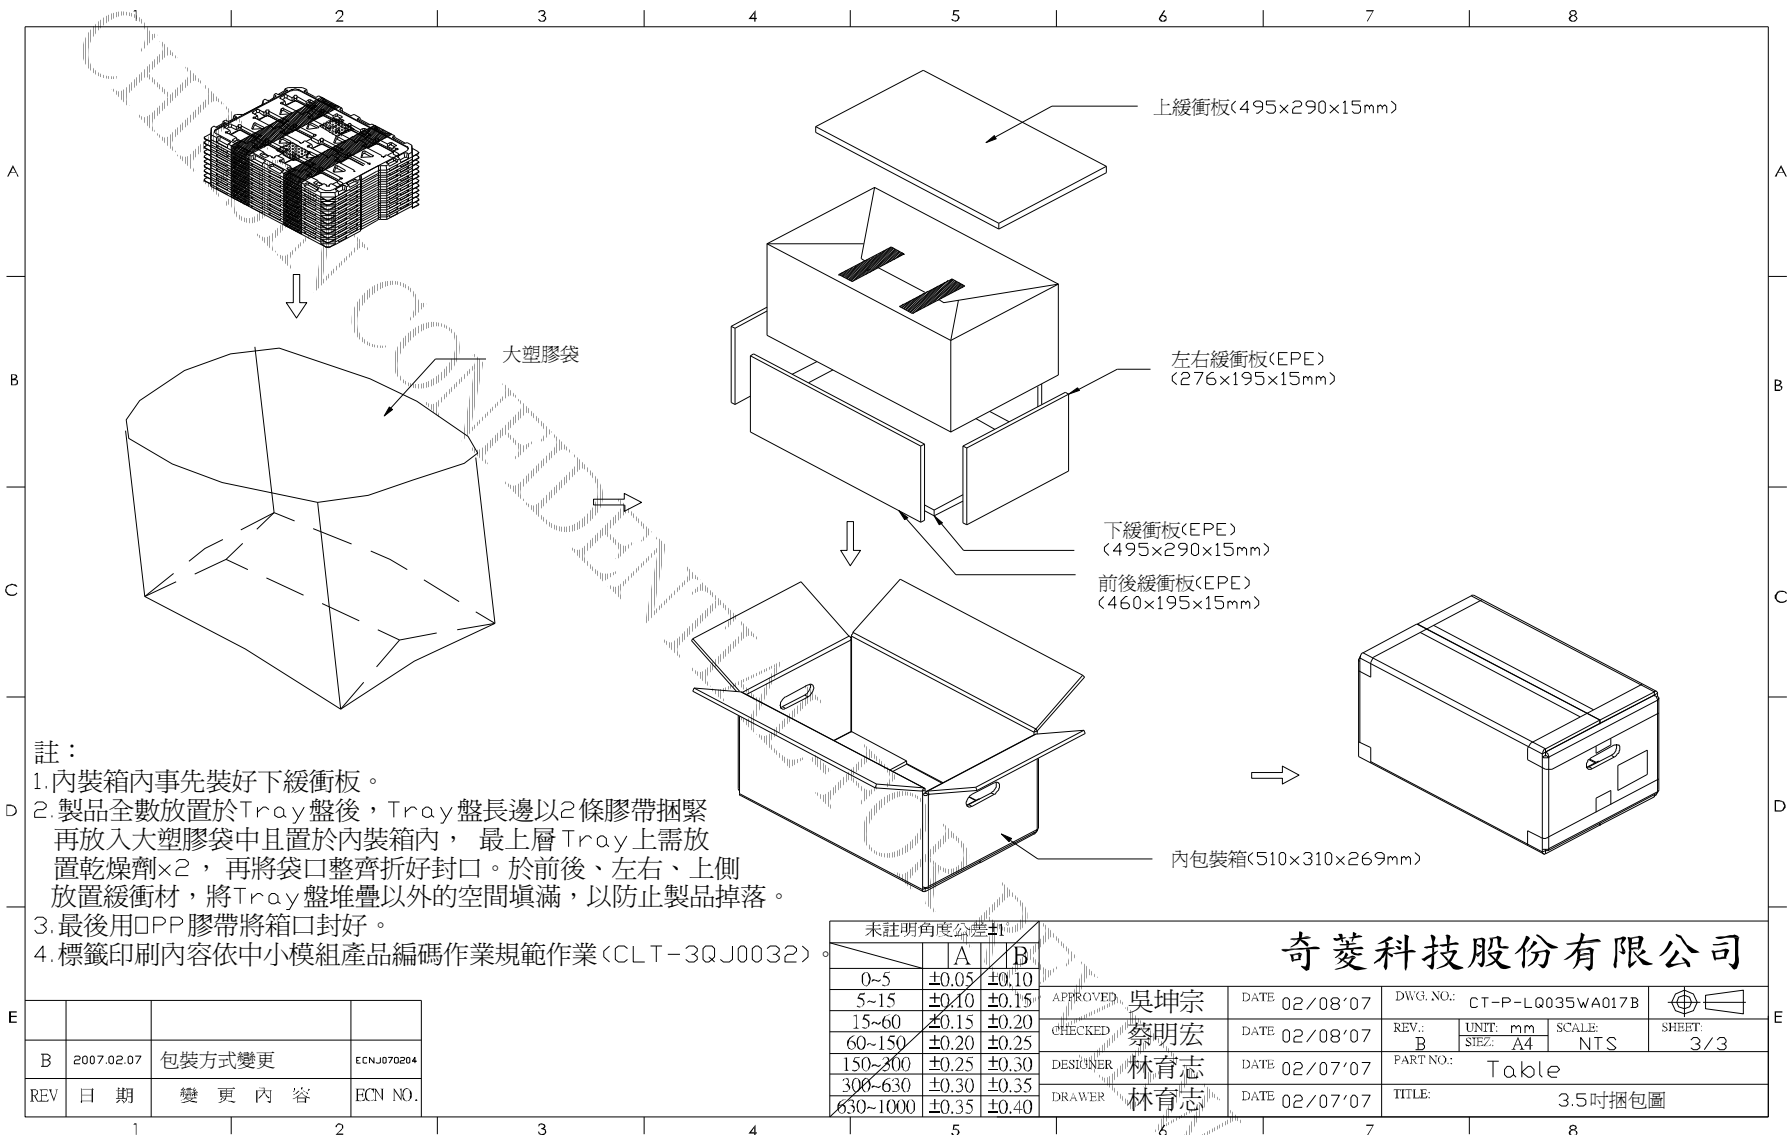 1 2 3 4 5 6 7 8
A
B
C
D
E
A
B
C
D
E
上緩衝板(495x290x15mm)
大塑膠袋
左右緩衝板(EPE)
(276x195x15mm)
下緩衝板(EPE)
(495x290x15mm)
前後緩衝板(EPE)
(460x195x15mm)
內包裝箱(510x310x269mm)
註：
1.內裝箱內事先裝好下緩衝板。
2.製品全數放置於Tray盤後，Tray盤長邊以2條膠帶捆緊
再放入大塑膠袋中且置於內裝箱內， 最上層Tray上需放
置乾燥劑x2， 再將袋口整齊折好封口。於前後、左右、上側
放置緩衝材，將Tray盤堆疊以外的空間填滿，以防止製品掉落。
3.最後用OPP膠帶將箱口封好。
4.標籤印刷內容依中小模組產品編碼作業規範作業(CLT-3QJ0032)。
B 2007.02.07 包裝方式變更 ECNJ070204
REV 日 期 變 更 內 容 ECN NO.
未註明角度公差±1°
A B
0~5 ±0.05 ±0.10
5~15 ±0.10 ±0.15
15~60 ±0.15 ±0.20
60~150 ±0.20 ±0.25
150~300 ±0.25 ±0.30
300~630 ±0.30 ±0.35
630~1000 ±0.35 ±0.40
奇菱科技股份有限公司
APPROVED 吳坤宗 DATE 02/08'07 DWG. NO.: CT-P-LQ035WA017B
CHECKED 蔡明宏 DATE 02/08'07 REV.: B UNIT: mm SIEZ: A4 SCALE: NTS SHEET: 3/3
DESIGNER 林育志 DATE 02/07'07 PART NO.: Table
DRAWER 林育志 DATE 02/07'07 TITLE: 3.5吋捆包圖
1 2 3 4 5 6 7 8